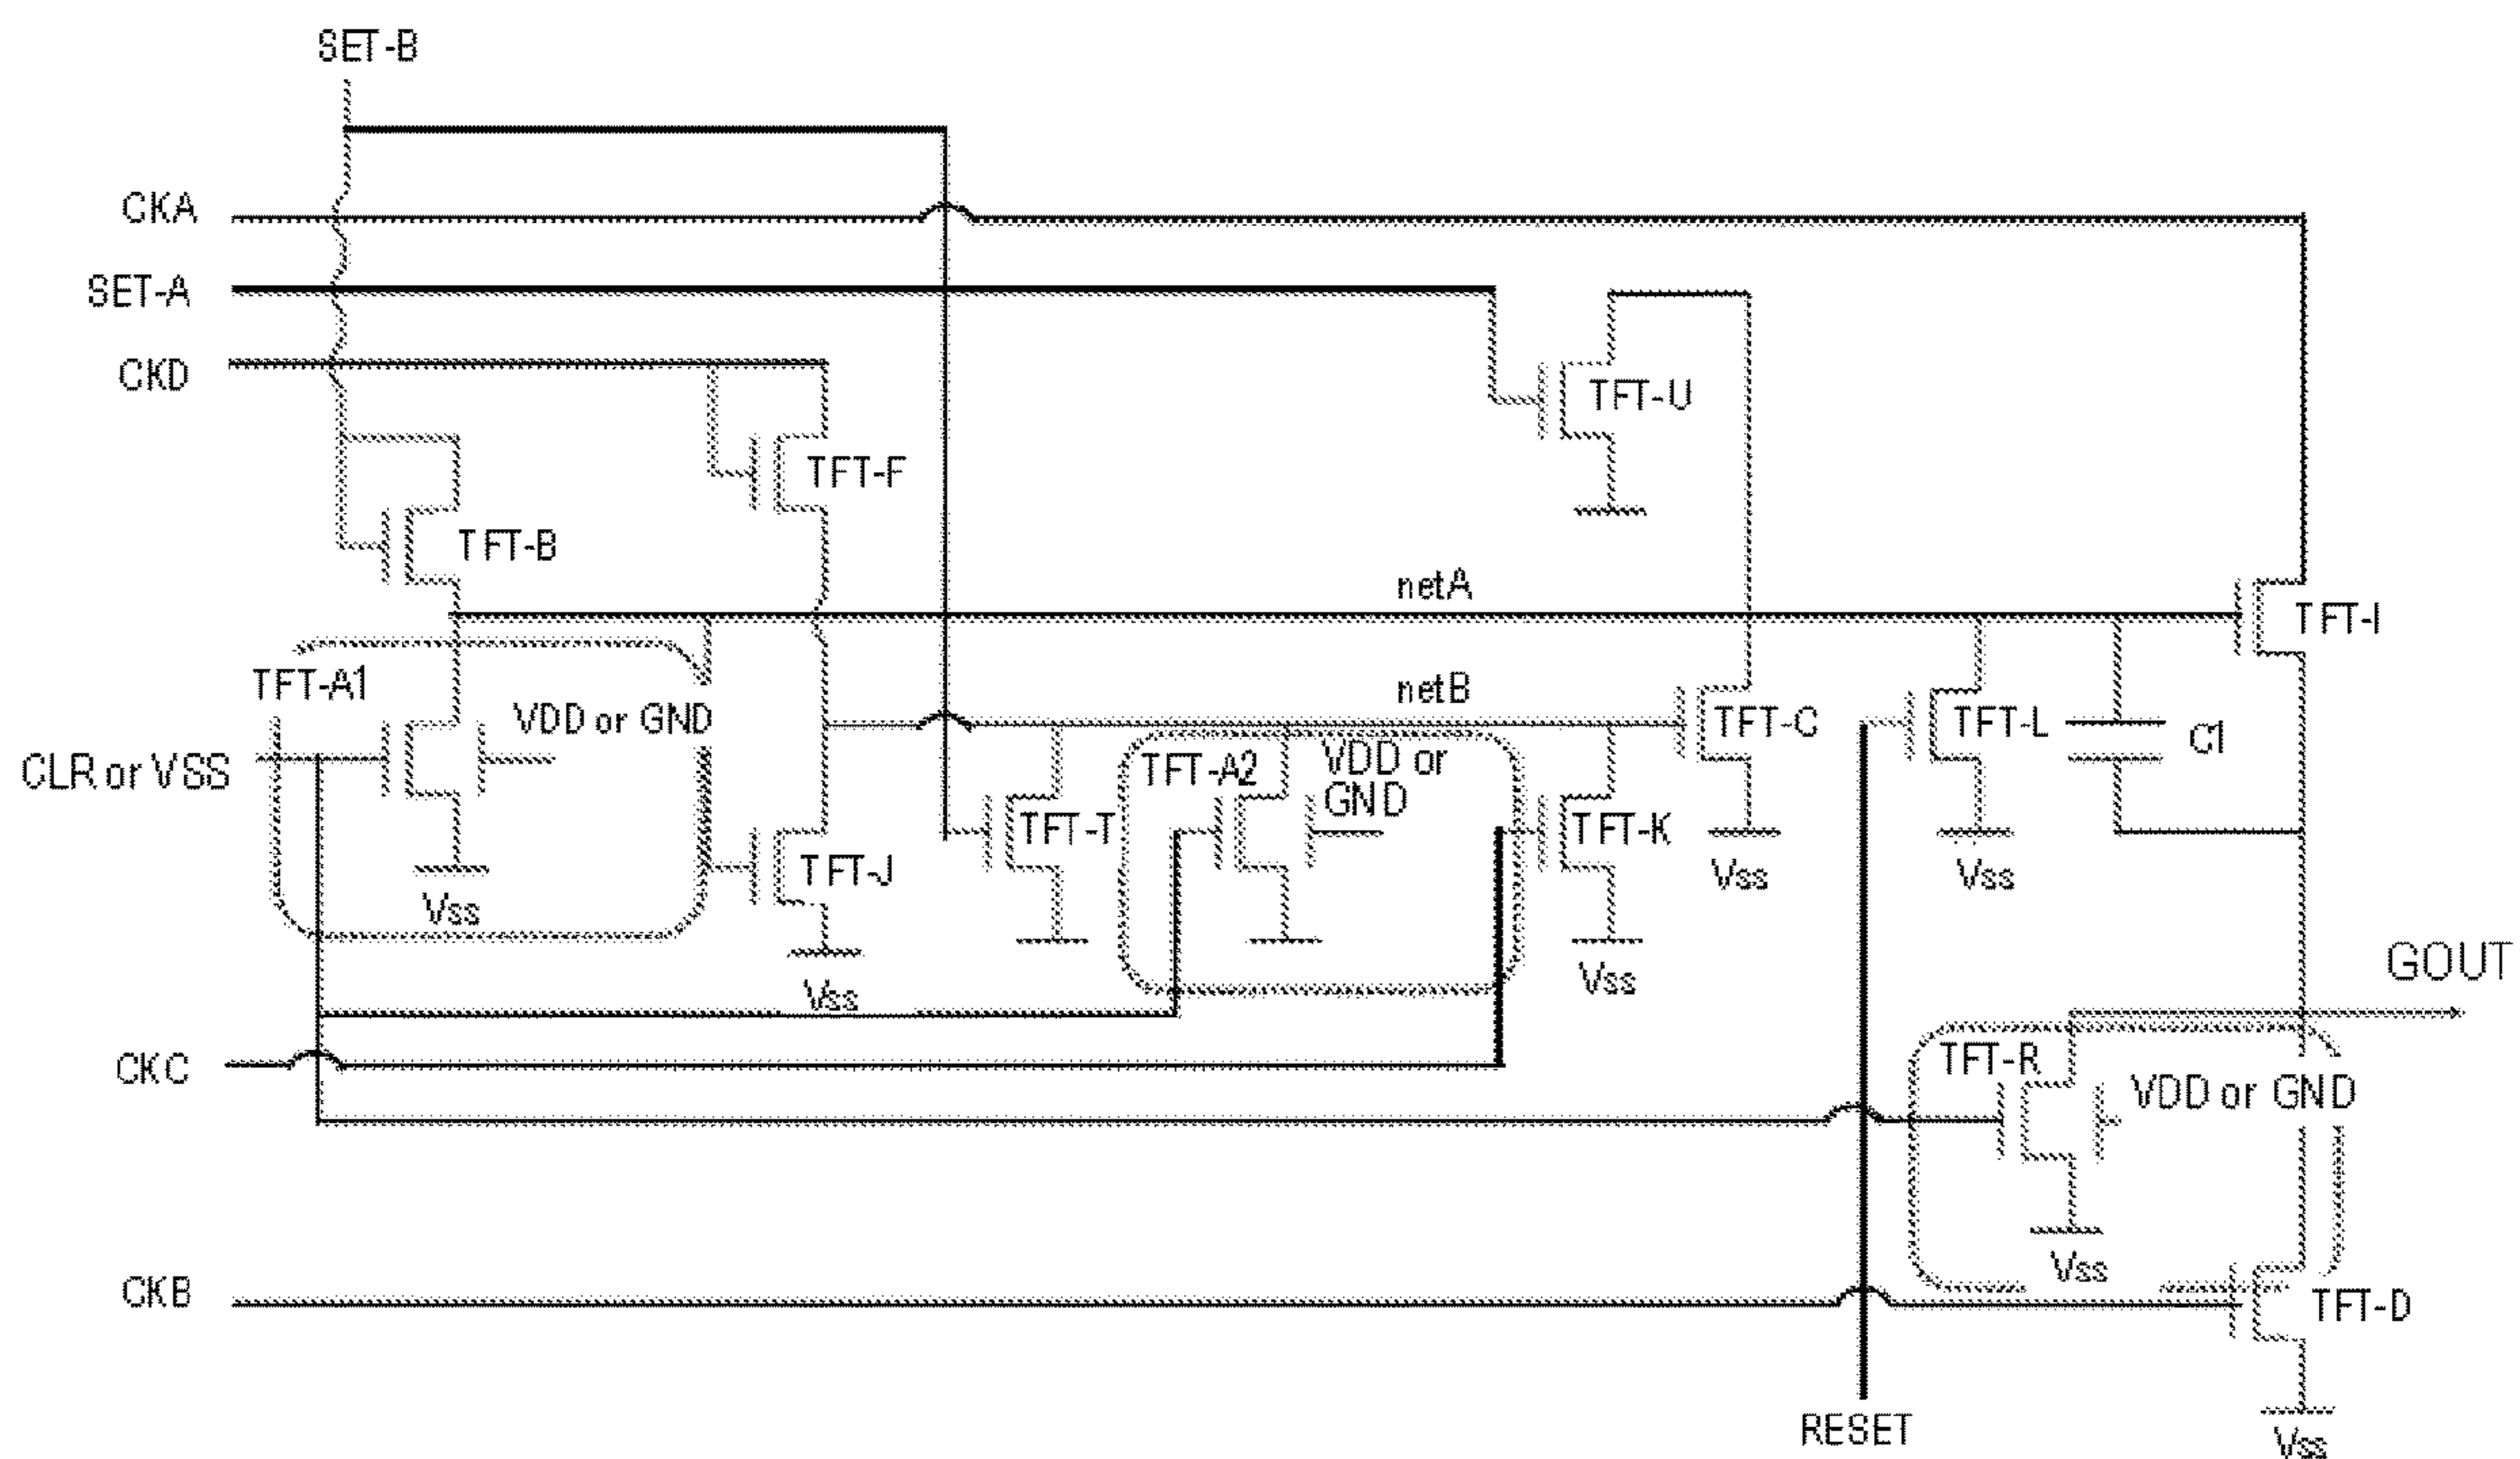 SET-B
CKA
SET-A
CKD
TFT-U
TFT-F
TFT-B
netA
TFT-I
TFT-A1
netB
VDD or GND
TFT-C
TFT-L
C1
CLR or VSS
TFT-A2
VDD or
GND
TFT-T
TFT-K
TFT-J
Vss
Vss
Vss
Vss
Vss
GOUT
TFT-R
CKC
VDD or GND
Vss
CKB
TFT-D
RESET
Vss